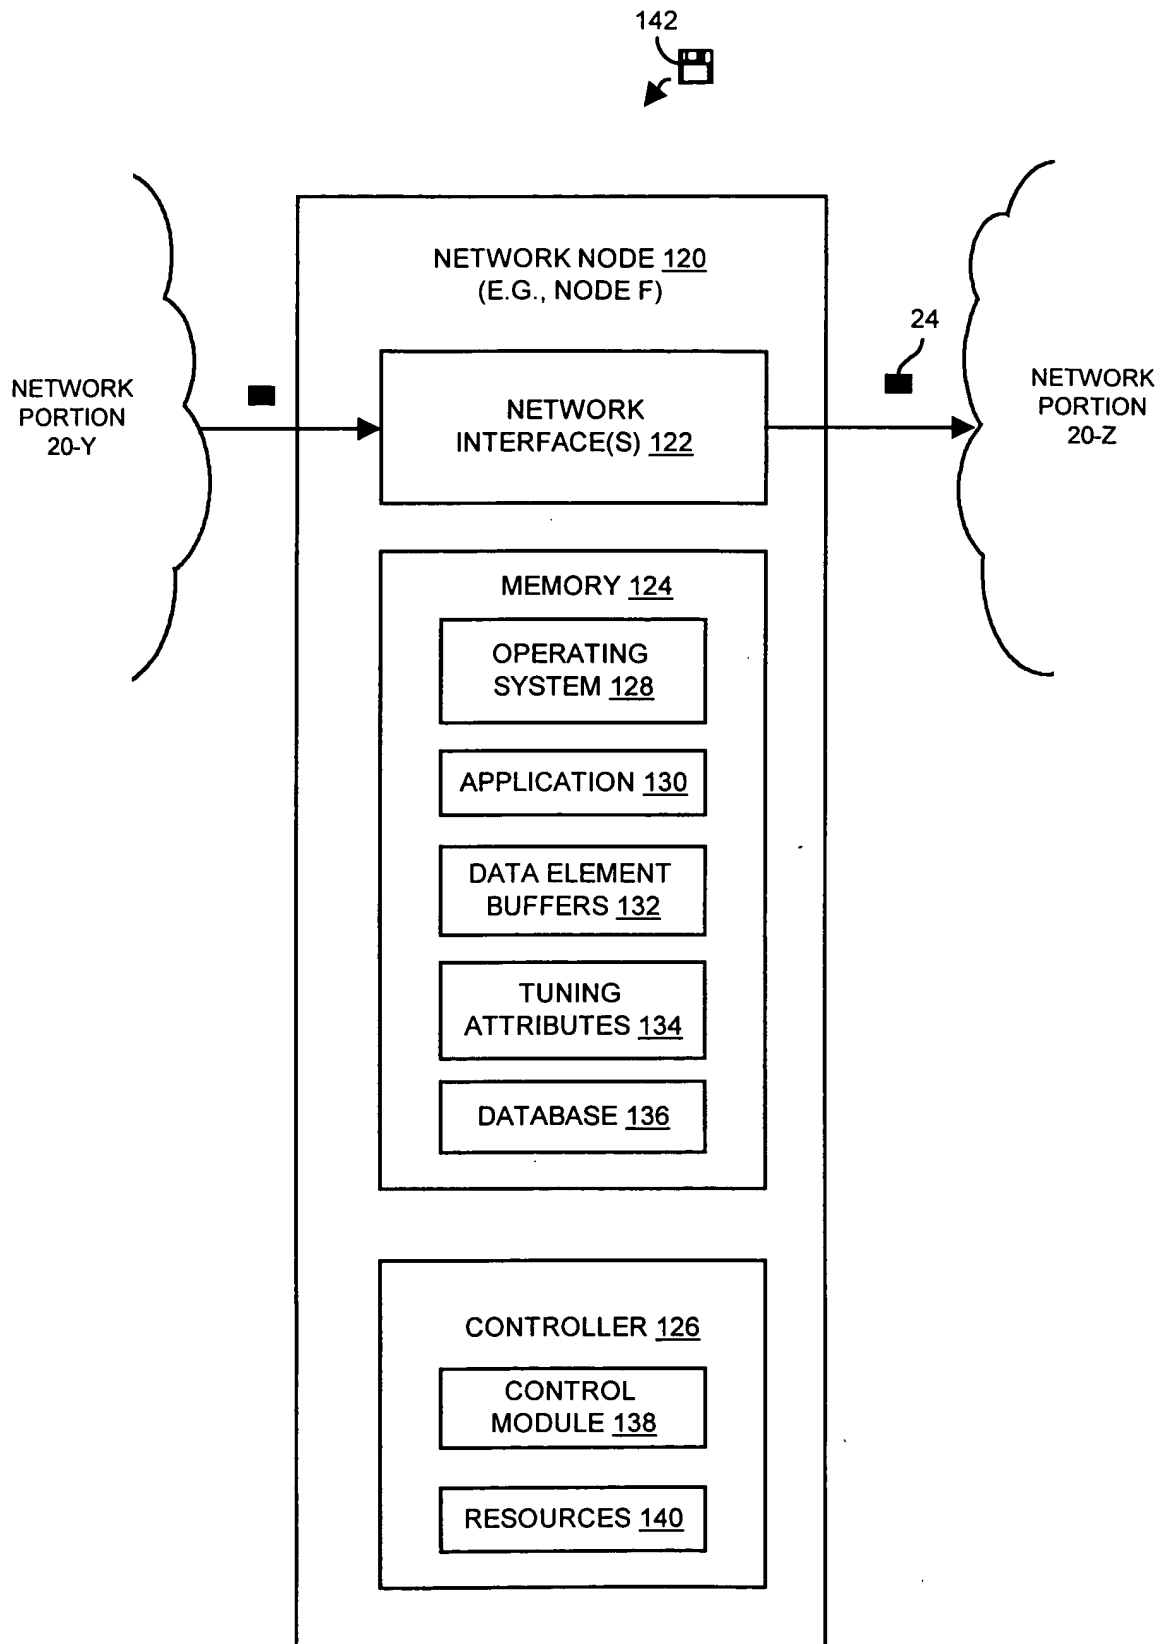 142
NETWORK NODE 120
(E.G., NODE F)
24
NETWORK
PORTION
20-Y
NETWORK
INTERFACE(S) 122
NETWORK
PORTION
20-Z
MEMORY 124
OPERATING
SYSTEM 128
APPLICATION 130
DATA ELEMENT
BUFFERS 132
TUNING
ATTRIBUTES 134
DATABASE 136
CONTROLLER 126
CONTROL
MODULE 138
RESOURCES 140